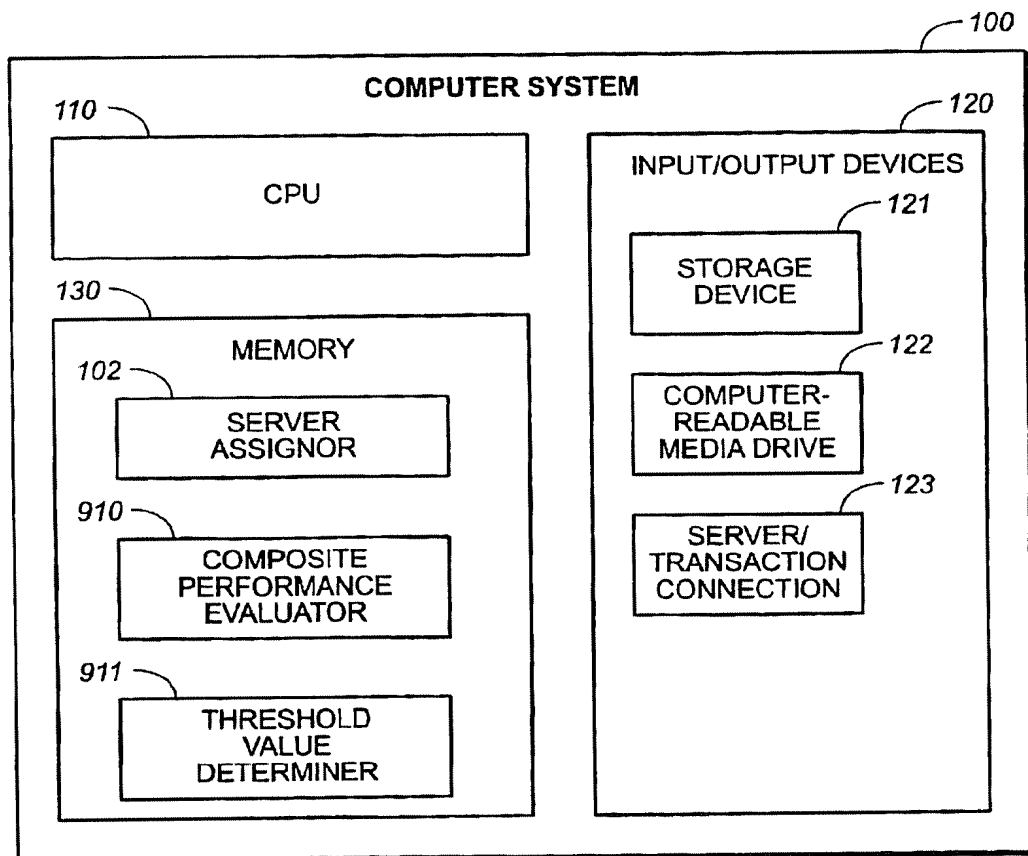 100
COMPUTER SYSTEM
110
CPU
130
MEMORY
102
SERVER
ASSIGNOR
910
COMPOSITE
PERFORMANCE
EVALUATOR
911
THRESHOLD
VALUE
DETERMINER
120
INPUT/OUTPUT DEVICES
121
STORAGE
DEVICE
122
COMPUTER-
READABLE
MEDIA DRIVE
123
SERVER/
TRANSACTION
CONNECTION